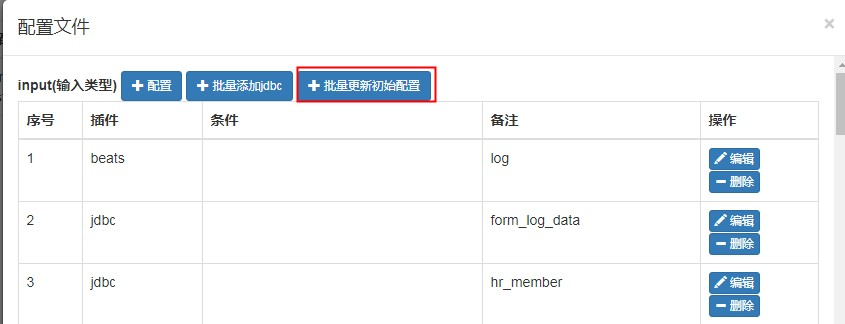 配置文件
×
input(输入类型) + 配置 + 批量添加jdbc + 批量更新初始配置
序号 插件 条件 备注 操作
1 beats log 编辑
删除
2 jdbc form_log_data 编辑
删除
3 jdbc hr_member 编辑
删除